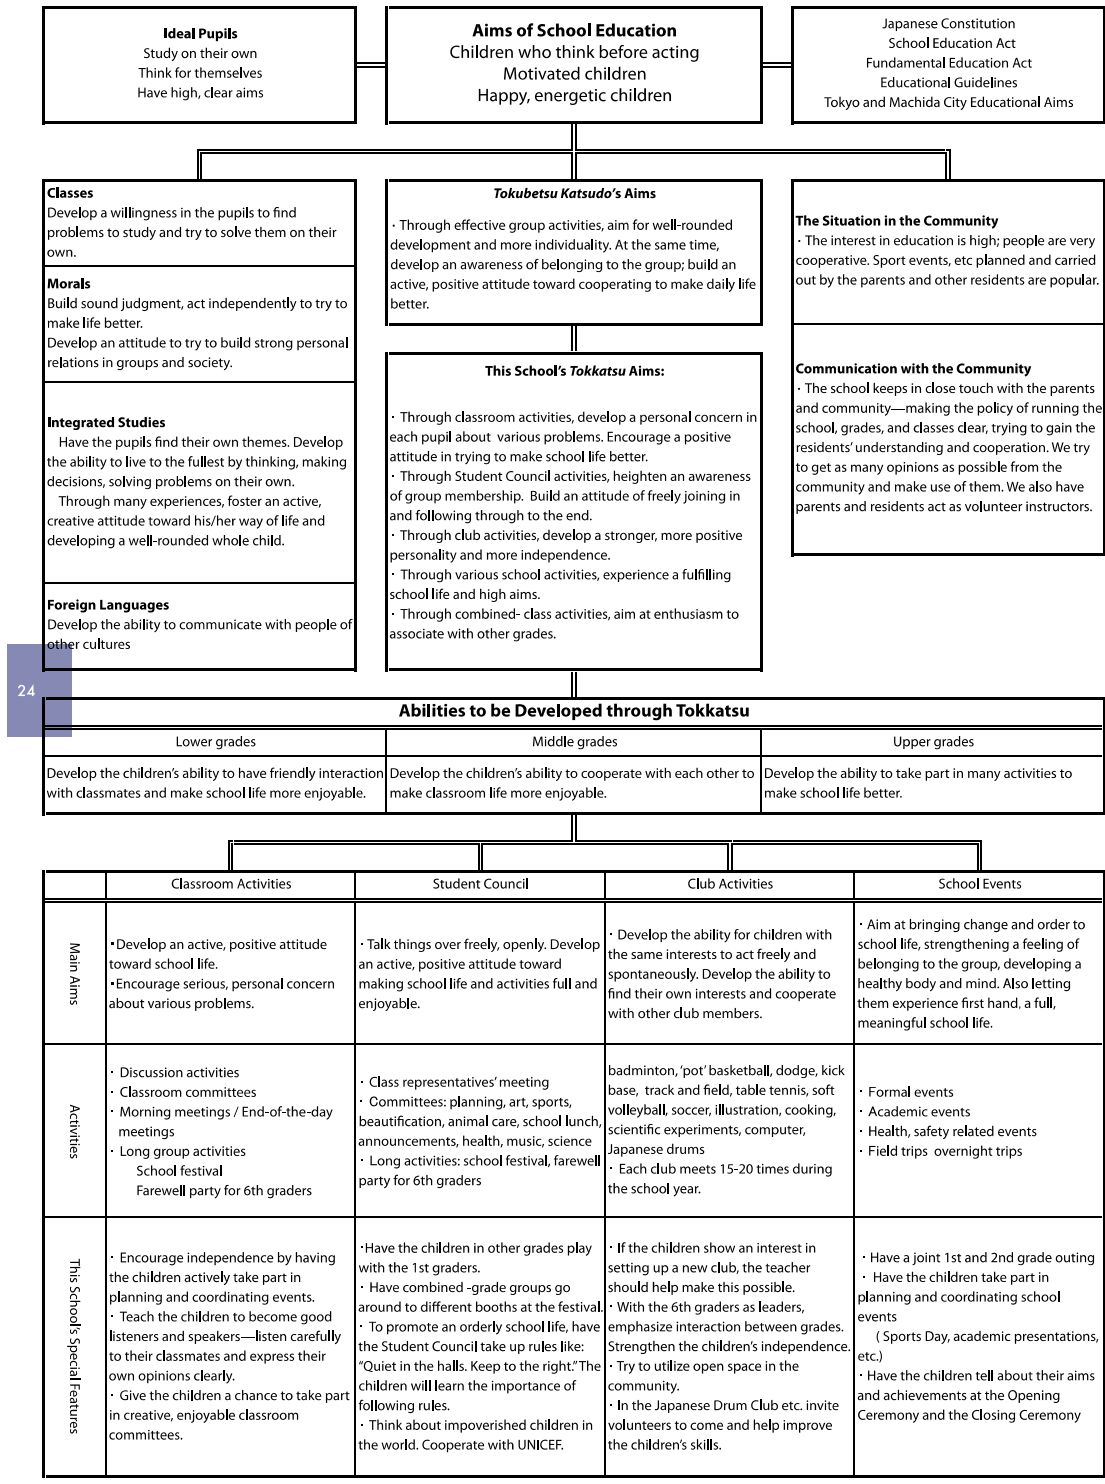 Ideal Pupils
Study on their own
Think for themselves
Have high, clear aims
Aims of School Education
Children who think before acting
Motivated children
Happy, energetic children
Japanese Constitution
School Education Act
Fundamental Education Act
Educational Guidelines
Tokyo and Machida City Educational Aims
Classes
Develop a willingness in the pupils to find
problems to study and try to solve them on their
own.
Morals
Build sound judgment, act independently to try to
make life better.
Develop an attitude to try to build strong personal
relations in groups and society.
Integrated Studies
Have the pupils find their own themes. Develop
the ability to live to the fullest by thinking, making
decisions, solving problems on their own.
Through many experiences, foster an active,
creative attitude toward his/her way of life and
developing a well-rounded whole child.
Foreign Languages
Develop the ability to communicate with people of
other cultures
Tokubetsu Katsudo's Aims
· Through effective group activities, aim for well-rounded
development and more individuality. At the same time,
develop an awareness of belonging to the group; build an
active, positive attitude toward cooperating to make daily life
better.
This School's Tokkatsu Aims:
· Through classroom activities, develop a personal concern in
each pupil about various problems. Encourage a positive
attitude in trying to make school life better.
· Through Student Council activities, heighten an awareness
of group membership. Build an attitude of freely joining in
and following through to the end.
· Through club activities, develop a stronger, more positive
personality and more independence.
· Through various school activities, experience a fulfilling
school life and high aims.
· Through combined- class activities, aim at enthusiasm to
associate with other grades.
The Situation in the Community
· The interest in education is high; people are very
cooperative. Sport events, etc planned and carried
out by the parents and other residents are popular.
Communication with the Community
· The school keeps in close touch with the parents
and community—making the policy of running the
school, grades, and classes clear, trying to gain the
residents' understanding and cooperation. We try
to get as many opinions as possible from the
community and make use of them. We also have
parents and residents act as volunteer instructors.
24
Abilities to be Developed through Tokkatsu
Lower grades
Middle grades
Upper grades
Develop the children's ability to have friendly interaction
with classmates and make school life more enjoyable.
Develop the children's ability to cooperate with each other to
make classroom life more enjoyable.
Develop the ability to take part in many activities to
make school life better.
Classroom Activities
Student Council
Club Activities
School Events
Main Aims
▪Develop an active, positive attitude
toward school life.
▪Encourage serious, personal concern
about various problems.
· Talk things over freely, openly. Develop
an active, positive attitude toward
making school life and activities full and
enjoyable.
· Develop the ability for children with
the same interests to act freely and
spontaneously. Develop the ability to
find their own interests and cooperate
with other club members.
· Aim at bringing change and order to
school life, strengthening a feeling of
belonging to the group, developing a
healthy body and mind. Also letting
them experience first hand, a full,
meaningful school life.
Activities
· Discussion activities
· Classroom committees
· Morning meetings / End-of-the-day
meetings
· Long group activities
School festival
Farewell party for 6th graders
· Class representatives' meeting
· Committees: planning, art, sports,
beautification, animal care, school lunch,
announcements, health, music, science
· Long activities: school festival, farewell
party for 6th graders
badminton, 'pot' basketball, dodge, kick
base, track and field, table tennis, soft
volleyball, soccer, illustration, cooking,
scientific experiments, computer,
Japanese drums
· Each club meets 15-20 times during
the school year.
· Formal events
· Academic events
· Health, safety related events
· Field trips overnight trips
This School's Special Features
· Encourage independence by having
the children actively take part in
planning and coordinating events.
· Teach the children to become good
listeners and speakers—listen carefully
to their classmates and express their
own opinions clearly.
· Give the children a chance to take part
in creative, enjoyable classroom
committees.
·Have the children in other grades play
with the 1st graders.
· Have combined -grade groups go
around to different booths at the festival.
· To promote an orderly school life, have
the Student Council take up rules like:
"Quiet in the halls. Keep to the right." The
children will learn the importance of
following rules.
· Think about impoverished children in
the world. Cooperate with UNICEF.
· If the children show an interest in
setting up a new club, the teacher
should help make this possible.
· With the 6th graders as leaders,
emphasize interaction between grades.
Strengthen the children's independence.
· Try to utilize open space in the
community.
· In the Japanese Drum Club etc. invite
volunteers to come and help improve
the children's skills.
· Have a joint 1st and 2nd grade outing
· Have the children take part in
planning and coordinating school
events
( Sports Day, academic presentations,
etc.)
· Have the children tell about their aims
and achievements at the Opening
Ceremony and the Closing Ceremony